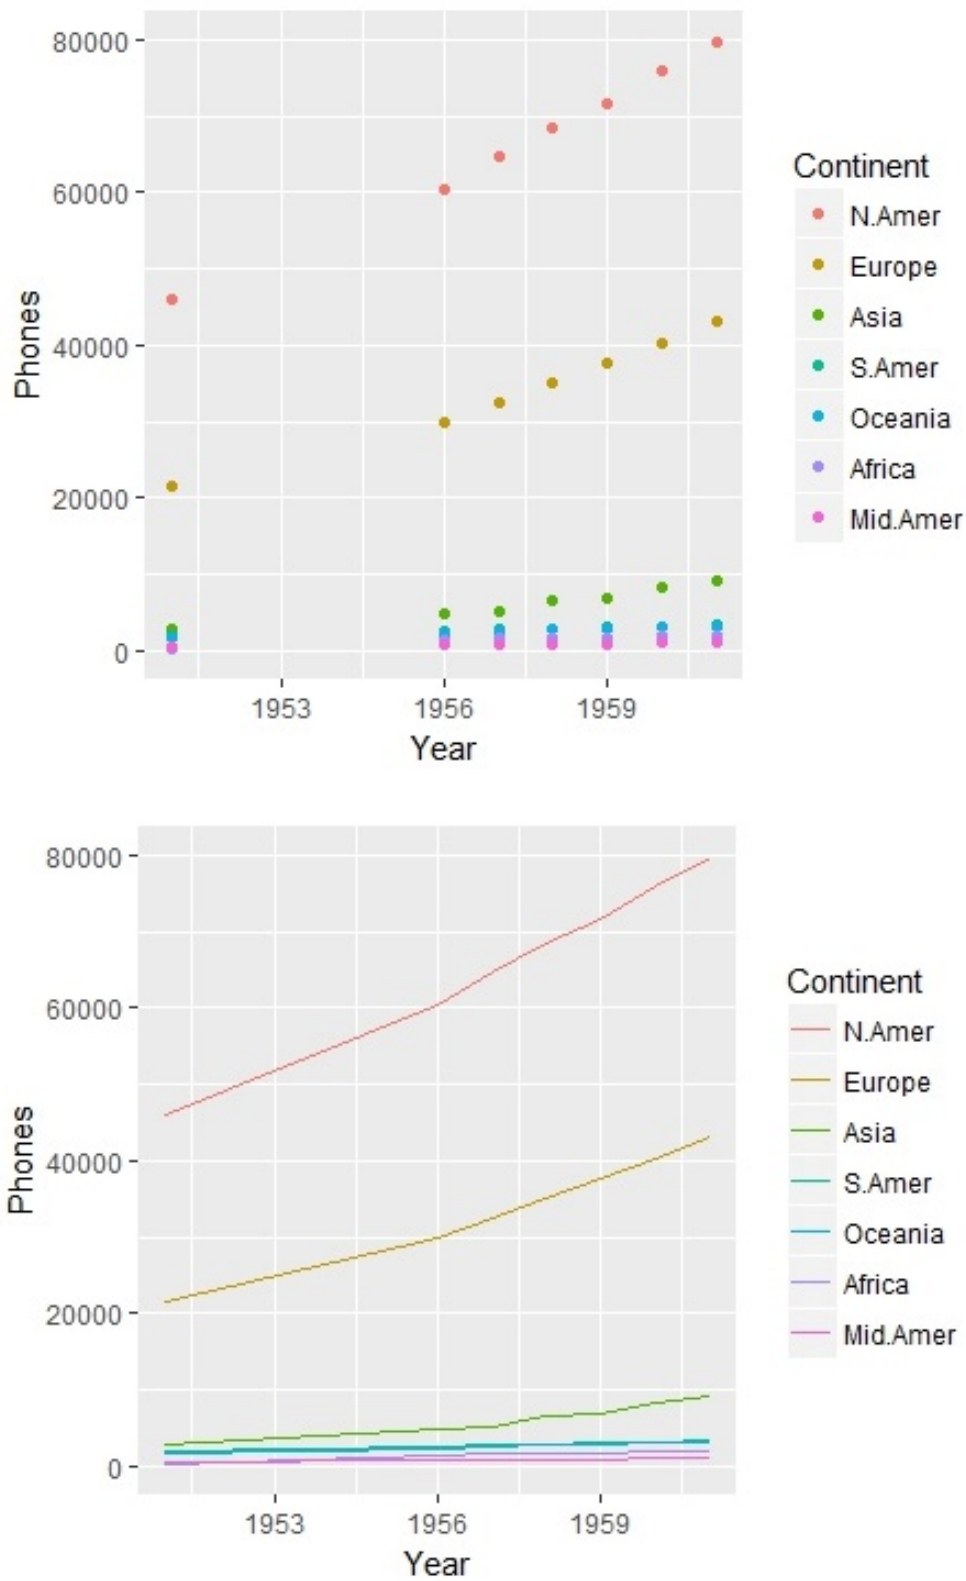 80000
60000
40000
20000
0
Phones
1953 1956 1959
Year
Continent
N.Amer
Europe
Asia
S.Amer
Oceania
Africa
Mid.Amer
80000
60000
40000
20000
0
Phones
1953 1956 1959
Year
Continent
N.Amer
Europe
Asia
S.Amer
Oceania
Africa
Mid.Amer